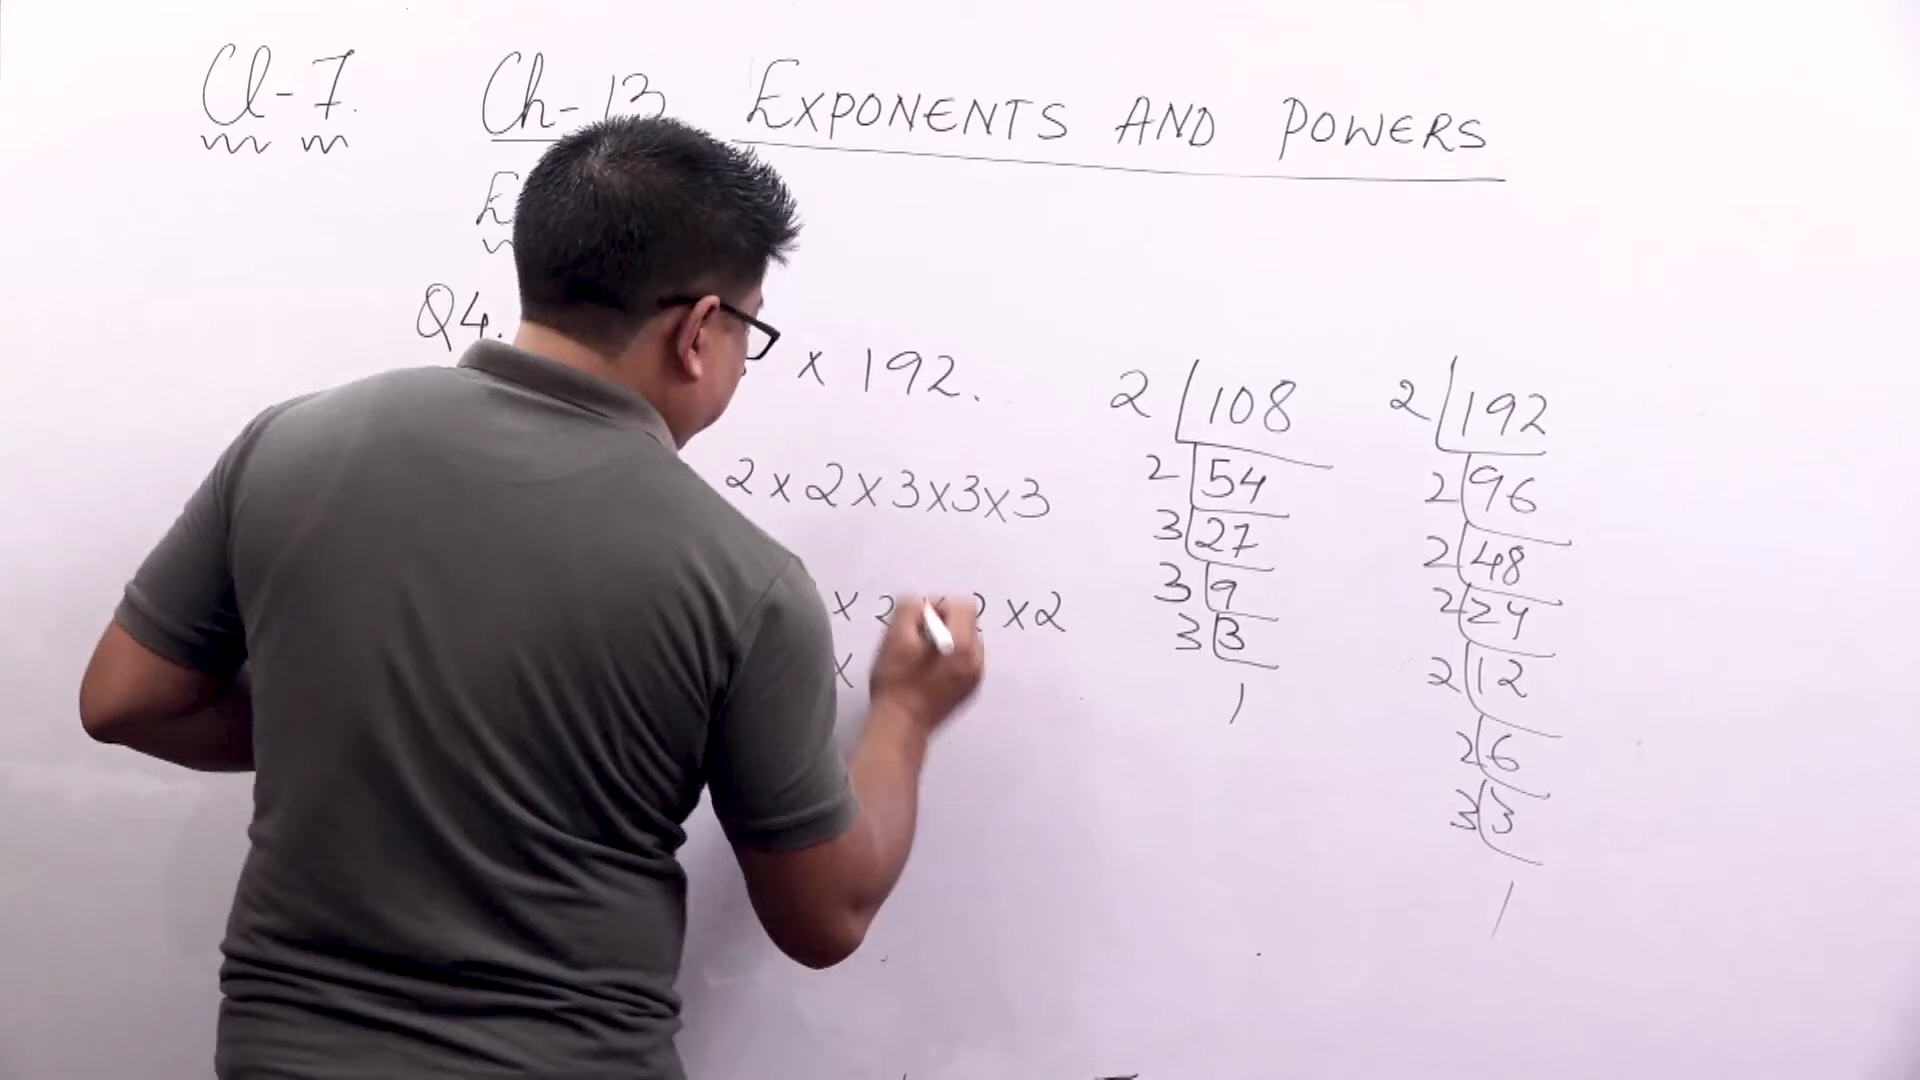 Cl-7. Ch-13 EXPONENTS AND POWERS
E
Q4. x 192.
2 x 2 x 3 x 3 x 3
x 2 x 2 x 2
x
2 108
2 54
3 27
3 9
3 3
1
2 192
2 96
2 48
2 24
2 12
2 6
3 3
1